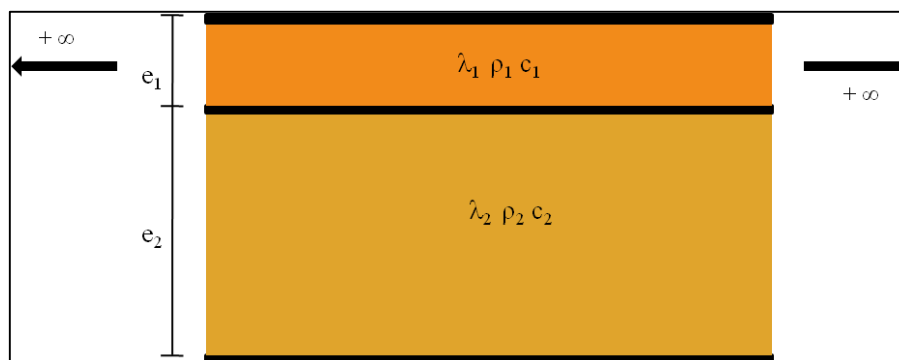 + ∞
e₁
λ₁ ρ₁ c₁
+ ∞
λ₂ ρ₂ c₂
e₂